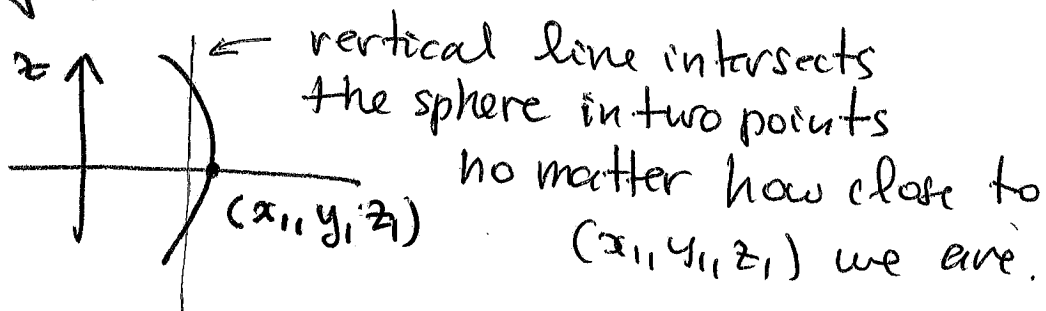 z
← vertical line intersects
the sphere in two points
no matter how close to
(x₁, y₁, z₁)
(x₁, y₁, z₁) we are.